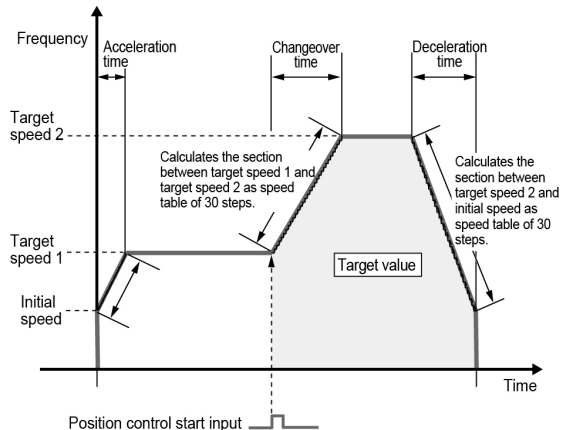 Frequency
Acceleration
time
Changeover
time
Deceleration
time
Target
speed 2
Calculates the section
between target speed 1 and
target speed 2 as speed
table of 30 steps.
Calculates the
section between
target speed 2 and
initial speed as
speed table of 30
steps.
Target
speed 1
Target value
Initial
speed
Time
Position control start input